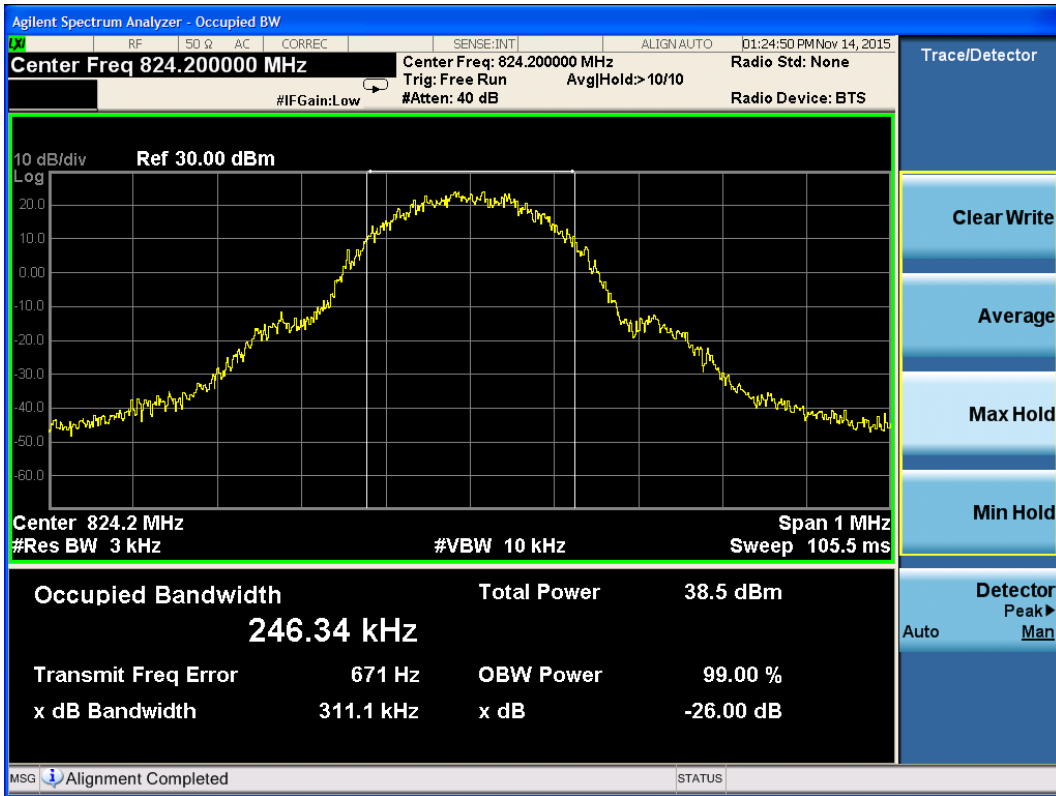 Agilent Spectrum Analyzer - Occupied BW
LXI RF 50 Ω AC CORREC SENSE:INT ALIGN AUTO 01:24:50 PM Nov 14, 2015
Center Freq 824.200000 MHz
Center Freq: 824.200000 MHz
Radio Std: None
Trig: Free Run Avg|Hold:> 10/10
#IFGain:Low
#Atten: 40 dB
Radio Device: BTS
10 dB/div Ref 30.00 dBm
Log
20.0
10.0
0.00
-10.0
-20.0
-30.0
-40.0
-50.0
-60.0
Center 824.2 MHz
Span 1 MHz
#Res BW 3 kHz
#VBW 10 kHz
Sweep 105.5 ms
Occupied Bandwidth
246.34 kHz
Total Power 38.5 dBm
Transmit Freq Error 671 Hz
OBW Power 99.00 %
x dB Bandwidth 311.1 kHz
x dB -26.00 dB
MSG Alignment Completed
STATUS
Trace/Detector
Clear Write
Average
Max Hold
Min Hold
Detector
Peak▶
Auto Man